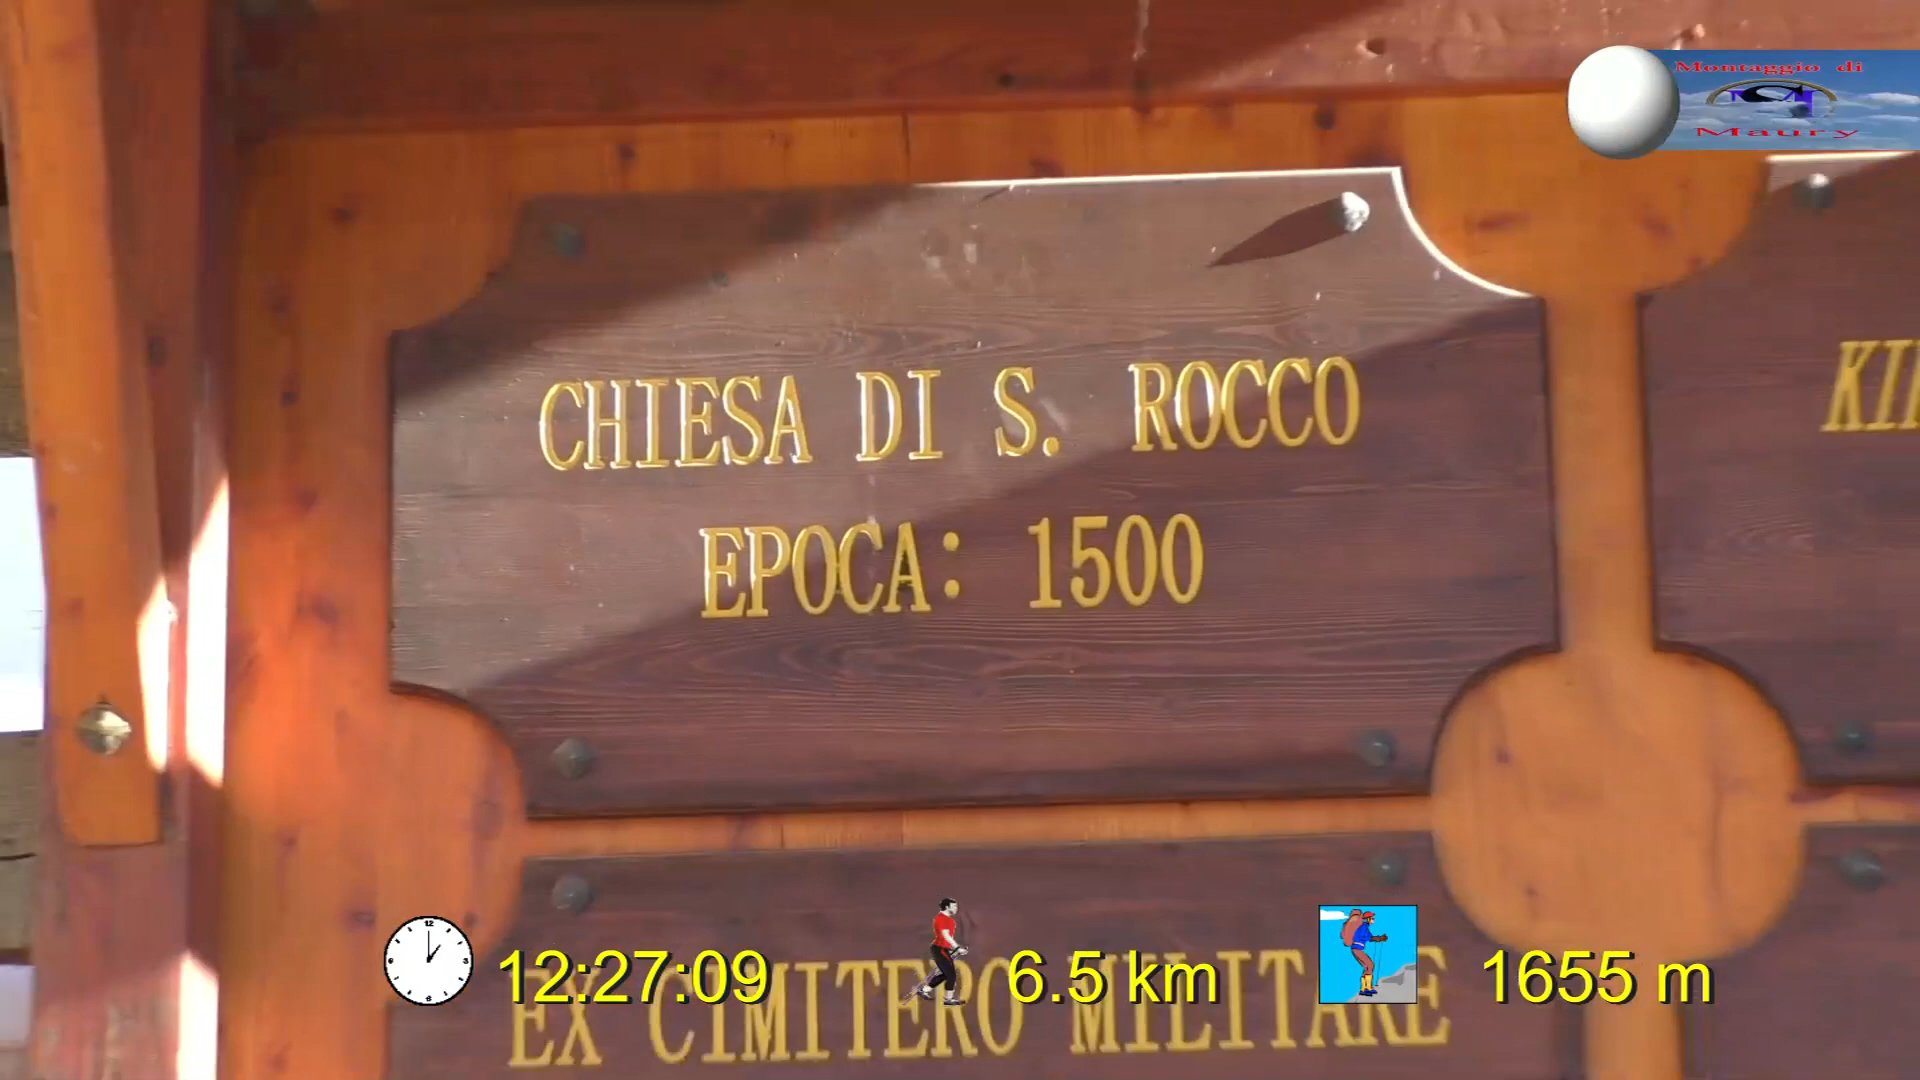 Montaggio di
Maury
CHIESA DI S. ROCCO
EPOCA: 1500
EX CIMITERO MILITARE
12:27:09
6.5 km
1655 m